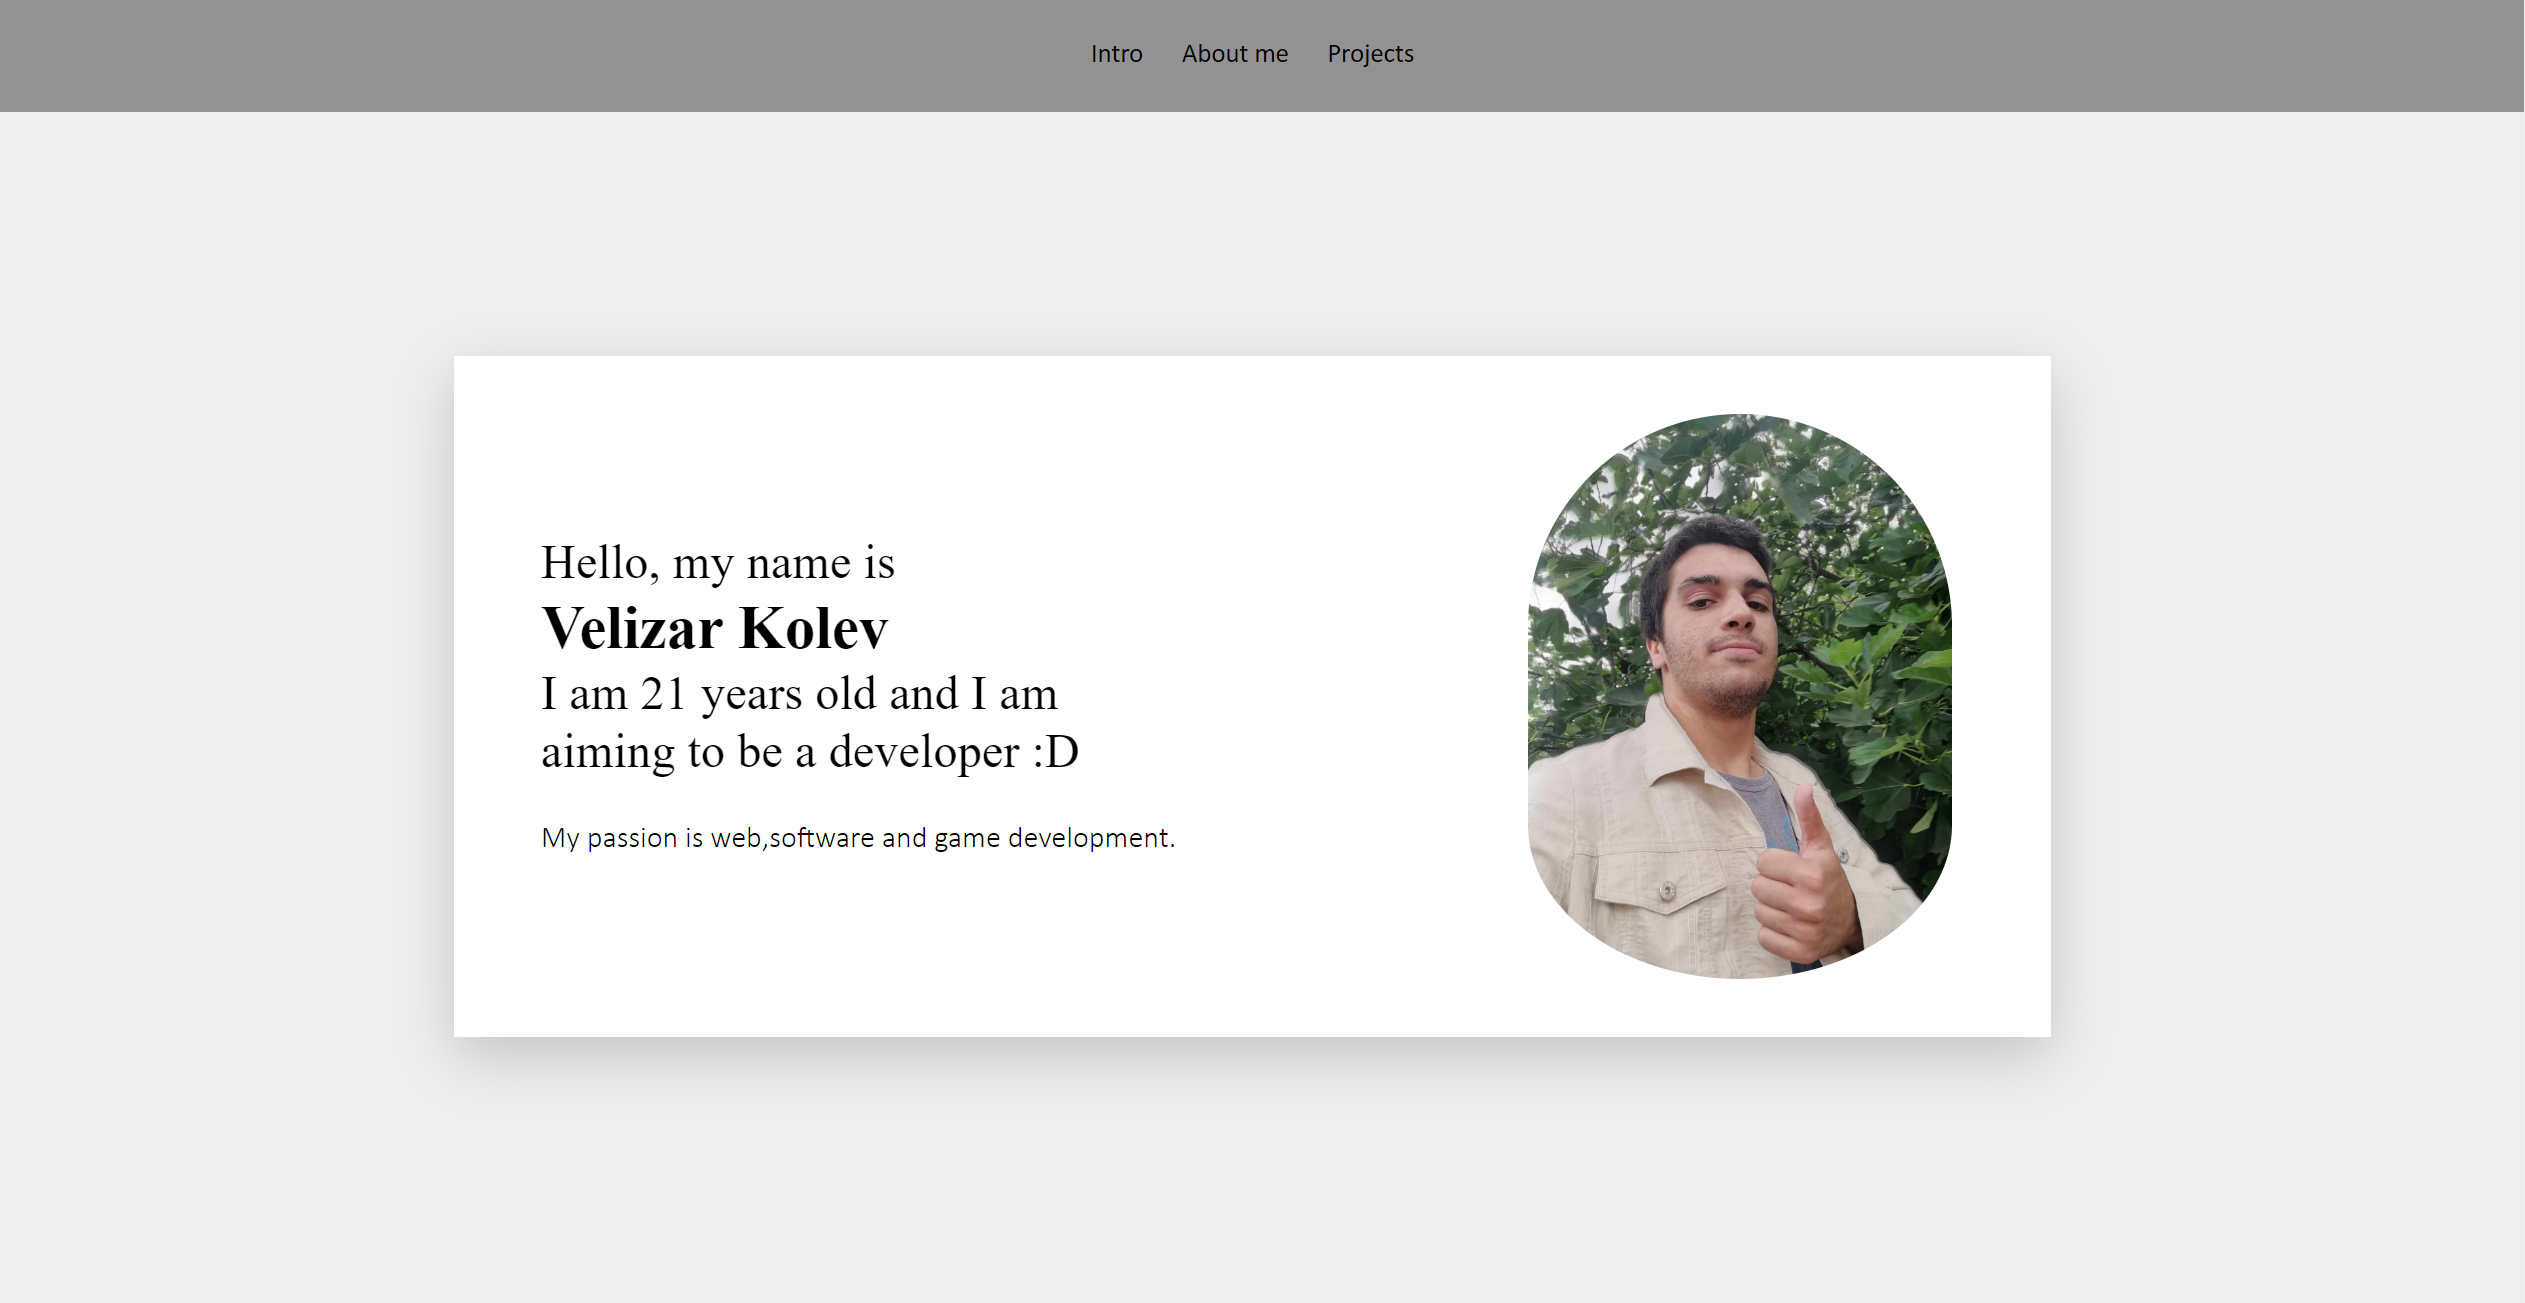 Intro About me Projects
Hello, my name is
Velizar Kolev
I am 21 years old and I am
aiming to be a developer :D
My passion is web,software and game development.